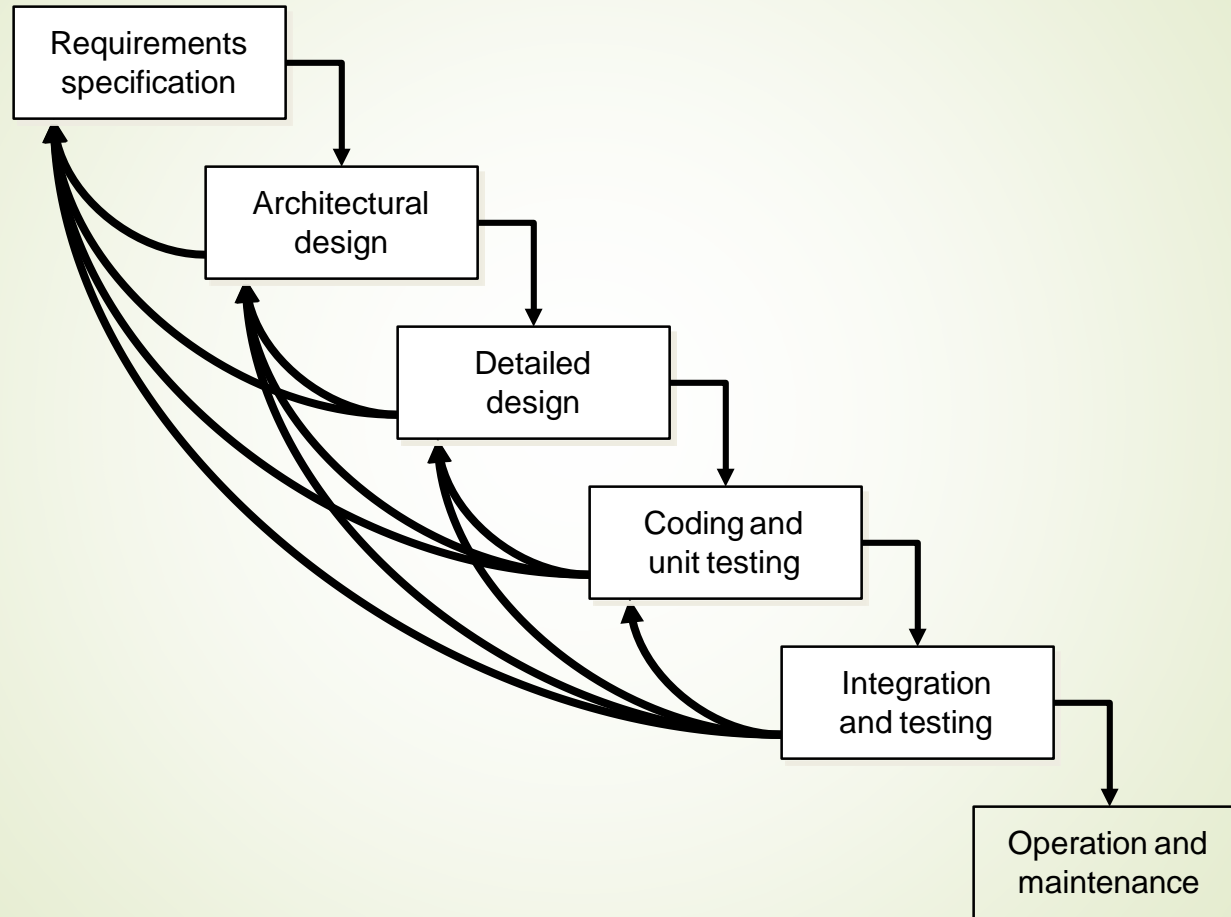 Requirements
specification
Architectural
design
Detailed
design
Coding and
unit testing
Integration
and testing
Operation and
maintenance